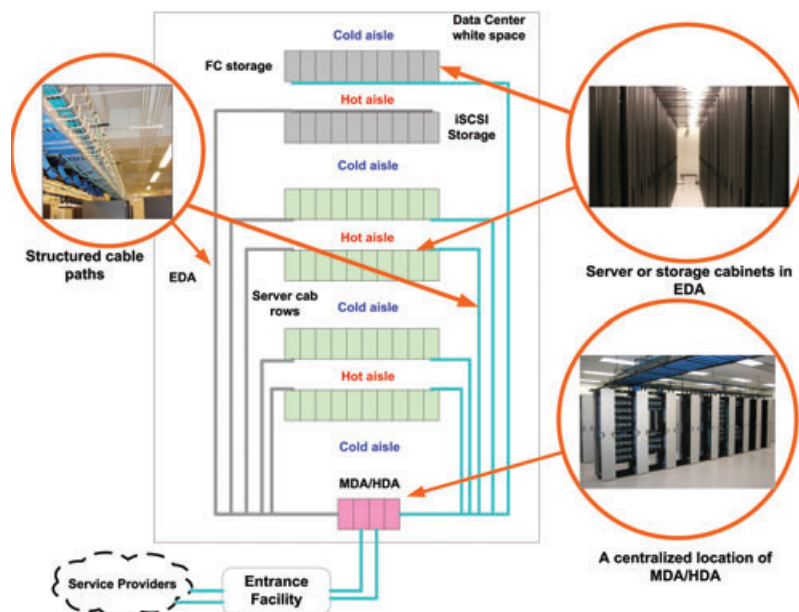 Cold aisle
Data Center
white space
FC storage
Hot aisle
iSCSI
Storage
Cold aisle
Structured cable
paths
Hot aisle
EDA
Server or storage cabinets in
EDA
Server cab
rows
Cold aisle
Hot aisle
Cold aisle
MDA/HDA
A centralized location of
MDA/HDA
Service Providers
Entrance
Facility